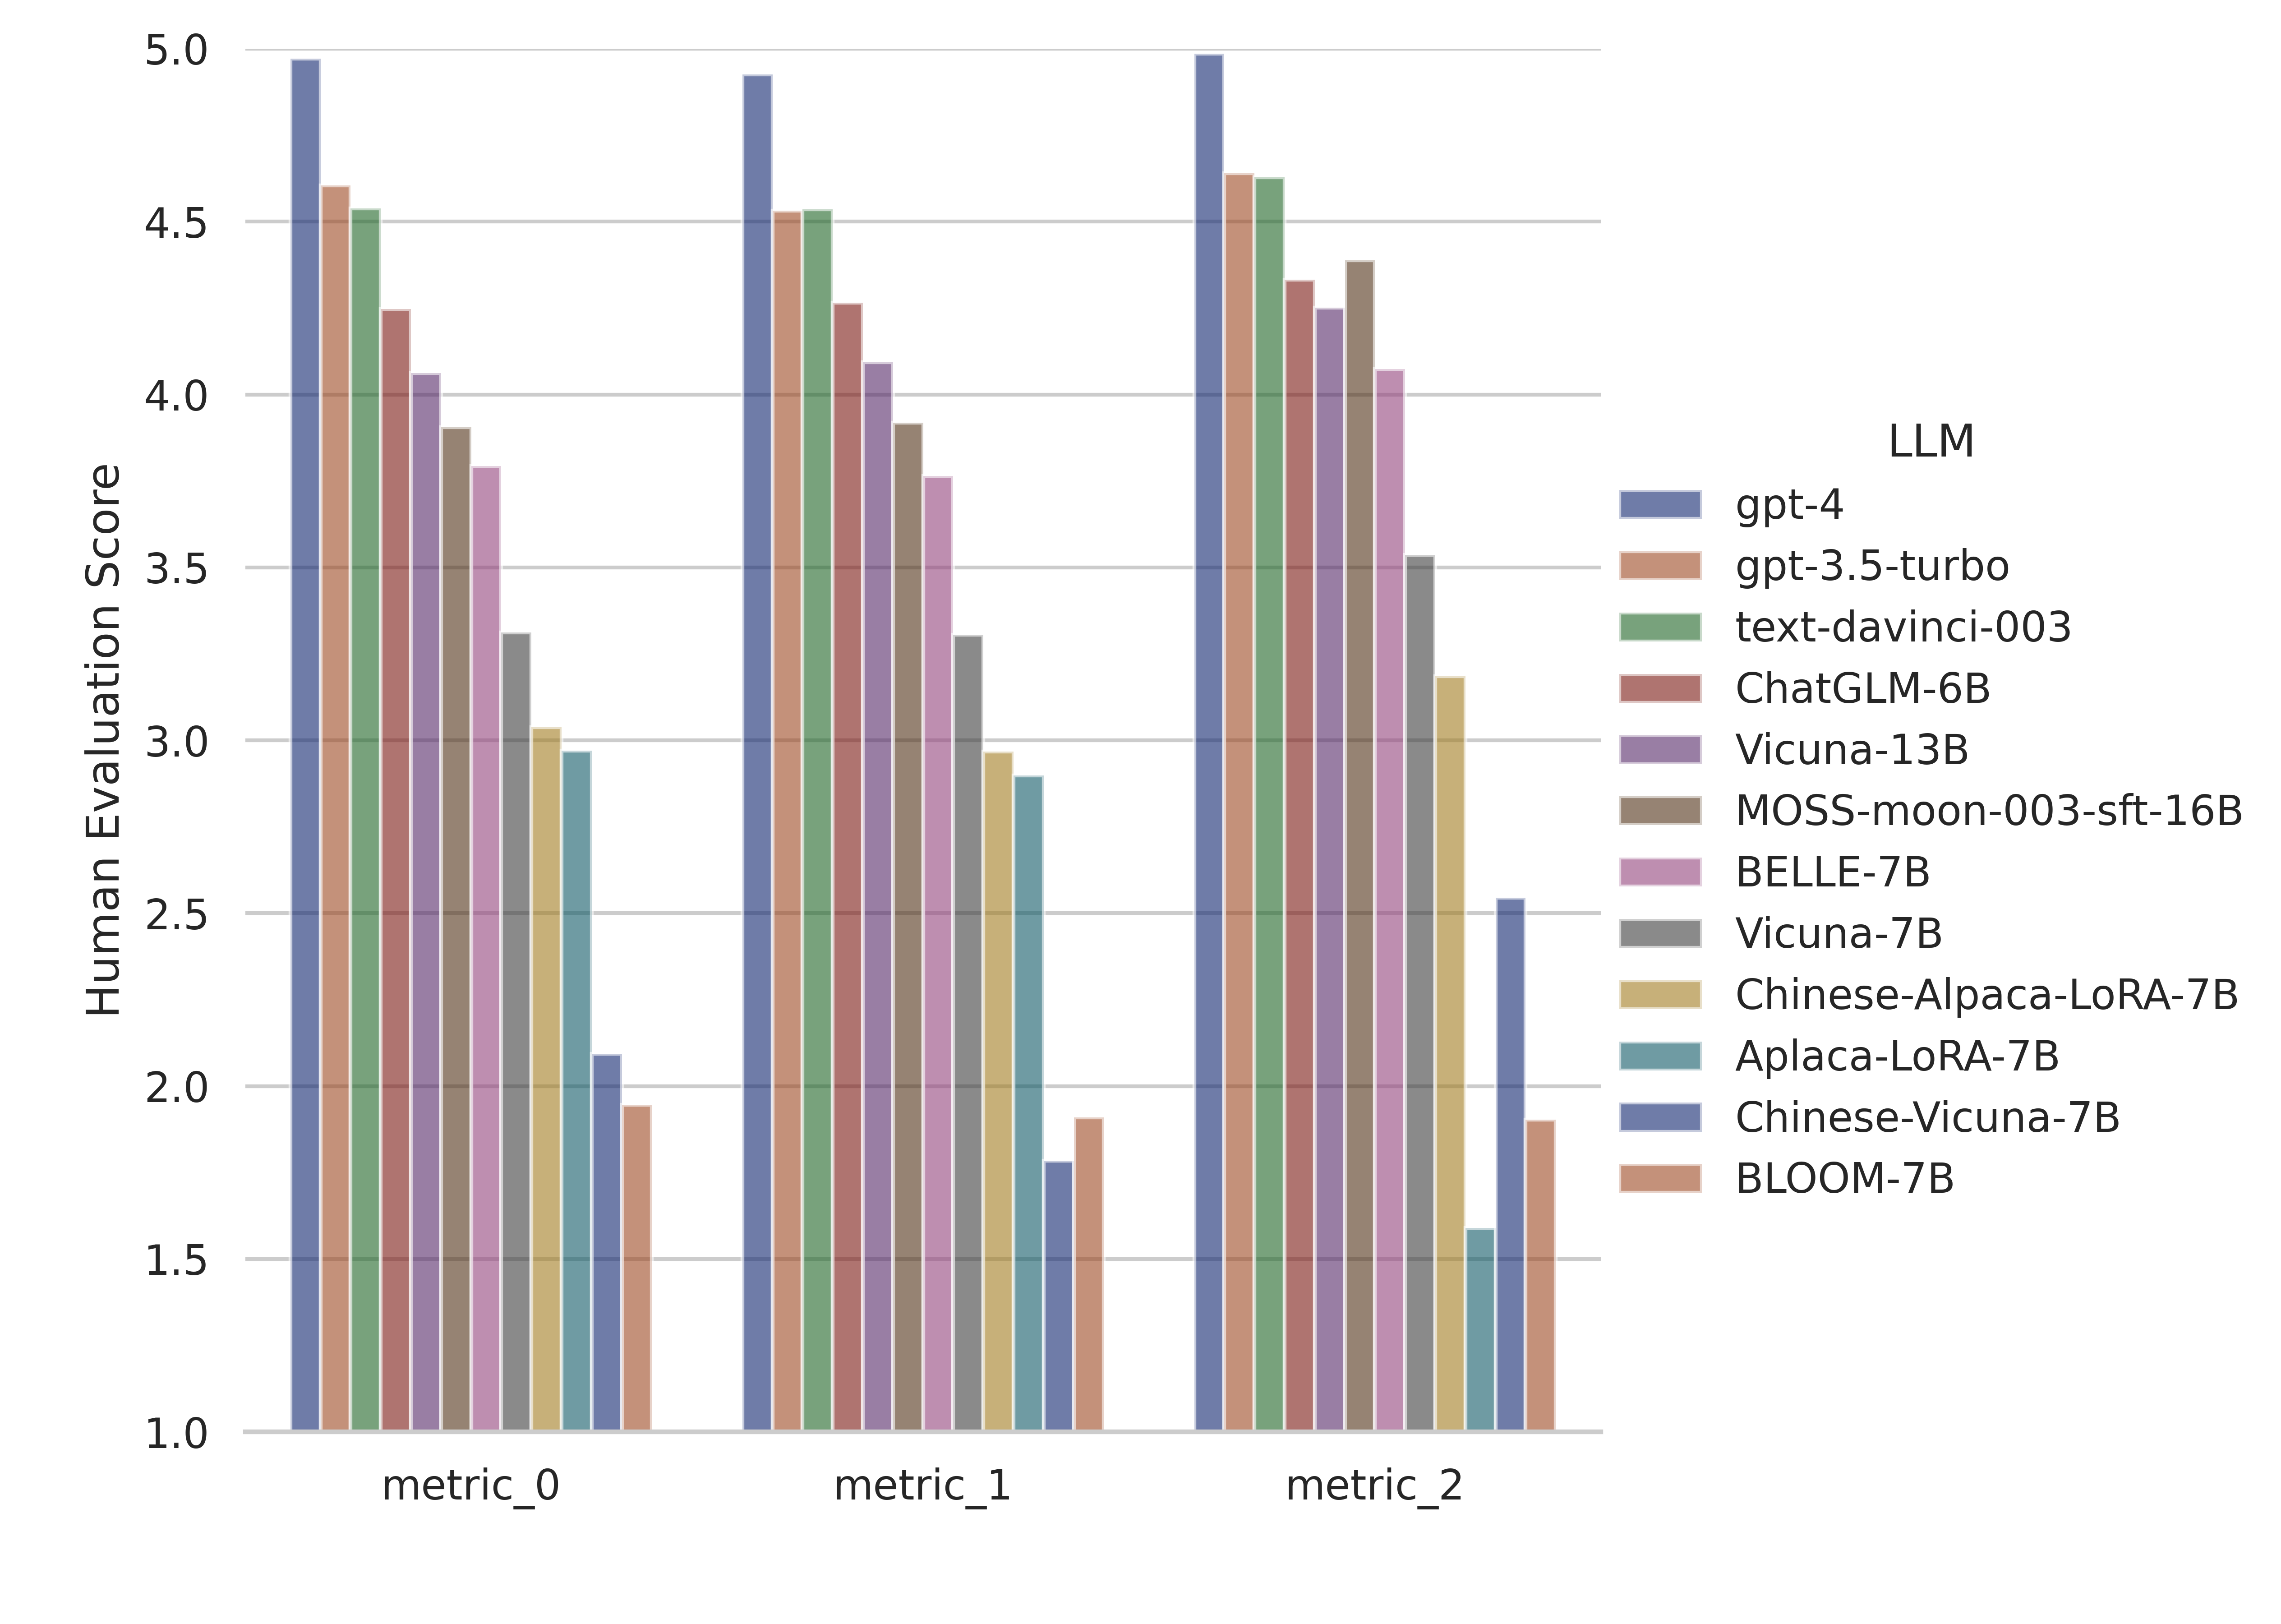 Human Evaluation Score
5.0
4.5
4.0
3.5
3.0
2.5
2.0
1.5
1.0
metric_0
metric_1
metric_2
LLM
gpt-4
gpt-3.5-turbo
text-davinci-003
ChatGLM-6B
Vicuna-13B
MOSS-moon-003-sft-16B
BELLE-7B
Vicuna-7B
Chinese-Alpaca-LoRA-7B
Aplaca-LoRA-7B
Chinese-Vicuna-7B
BLOOM-7B